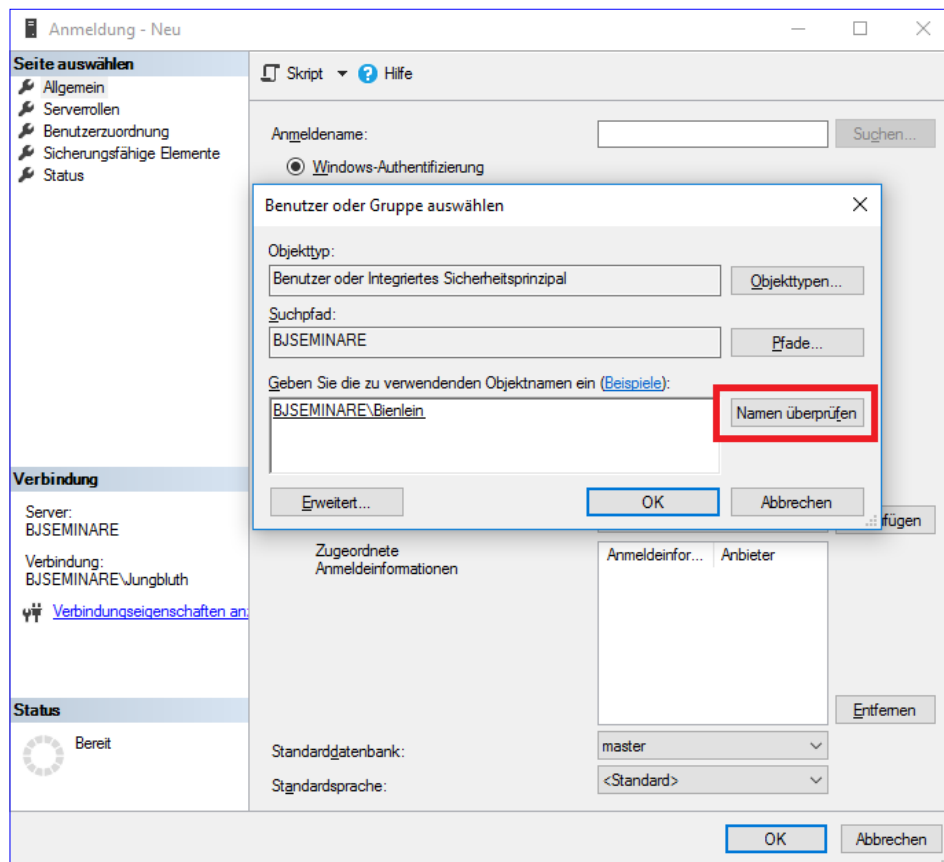 Anmeldung - Neu
Seite auswählen
Allgemein
Serverrollen
Benutzerzuordnung
Sicherungsfähige Elemente
Status
Skript
Hilfe
Anmeldename:
Suchen...
Windows-Authentifizierung
Benutzer oder Gruppe auswählen
Objekttyp:
Benutzer oder Integriertes Sicherheitsprinzipal
Objekttypen...
Suchpfad:
BJSEMINARE
Pfade...
Geben Sie die zu verwendenden Objektnamen ein (Beispiele):
BJSEMINARE\Bienlein
Namen überprüfen
Erweitert...
OK
Abbrechen
Verbindung
Server:
BJSEMINARE
Verbindung:
BJSEMINARE\Jungbluth
Verbindungseigenschaften an
Zugeordnete
Anmeldeinformationen
Anmeldeinfor...
Anbieter
fügen
Entfernen
Status
Bereit
Standarddatenbank:
master
Standardsprache:
<Standard>
OK
Abbrechen